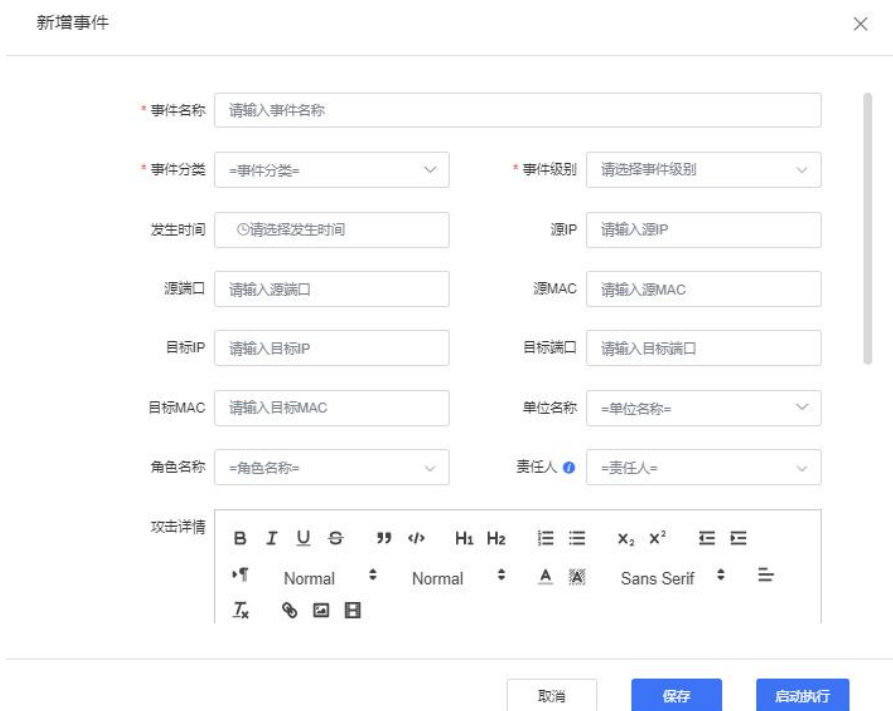 新增事件
* 事件名称 请输入事件名称
* 事件分类 =事件分类= * 事件级别 请选择事件级别
发生时间 请选择发生时间 源IP 请输入源IP
源端口 请输入源端口 源MAC 请输入源MAC
目标IP 请输入目标IP 目标端口 请输入目标端口
目标MAC 请输入目标MAC 单位名称 =单位名称=
角色名称 =角色名称= 责任人 =责任人=
攻击详情 B I U S H1 H2 X₂ X²
Normal Normal A A Sans Serif
Tx
取消 保存 启动执行